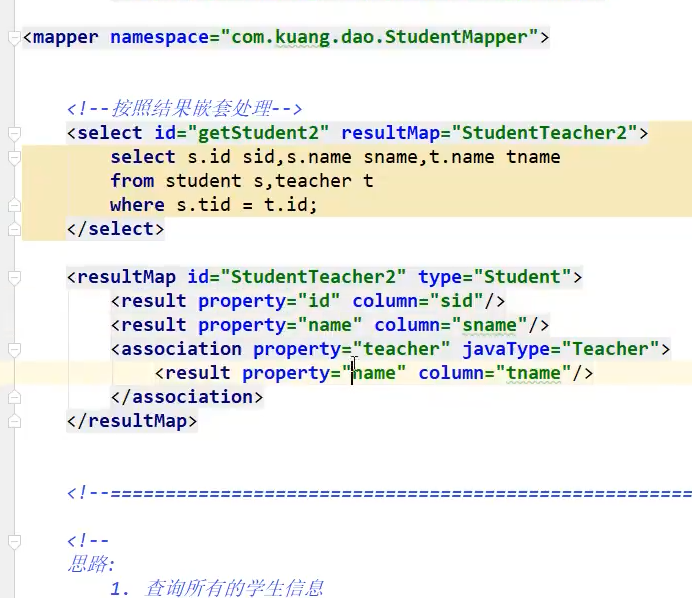 <mapper namespace="com.kuang.dao.StudentMapper">
<!--按照结果嵌套处理-->
<select id="getStudent2" resultMap="StudentTeacher2">
select s.id sid,s.name sname,t.name tname
from student s,teacher t
where s.tid = t.id;
</select>
<resultMap id="StudentTeacher2" type="Student">
<result property="id" column="sid"/>
<result property="name" column="sname"/>
<association property="teacher" javaType="Teacher">
<result property="name" column="tname"/>
</association>
</resultMap>
<!--=====================================================
<!--
思路:
1. 查询所有的学生信息